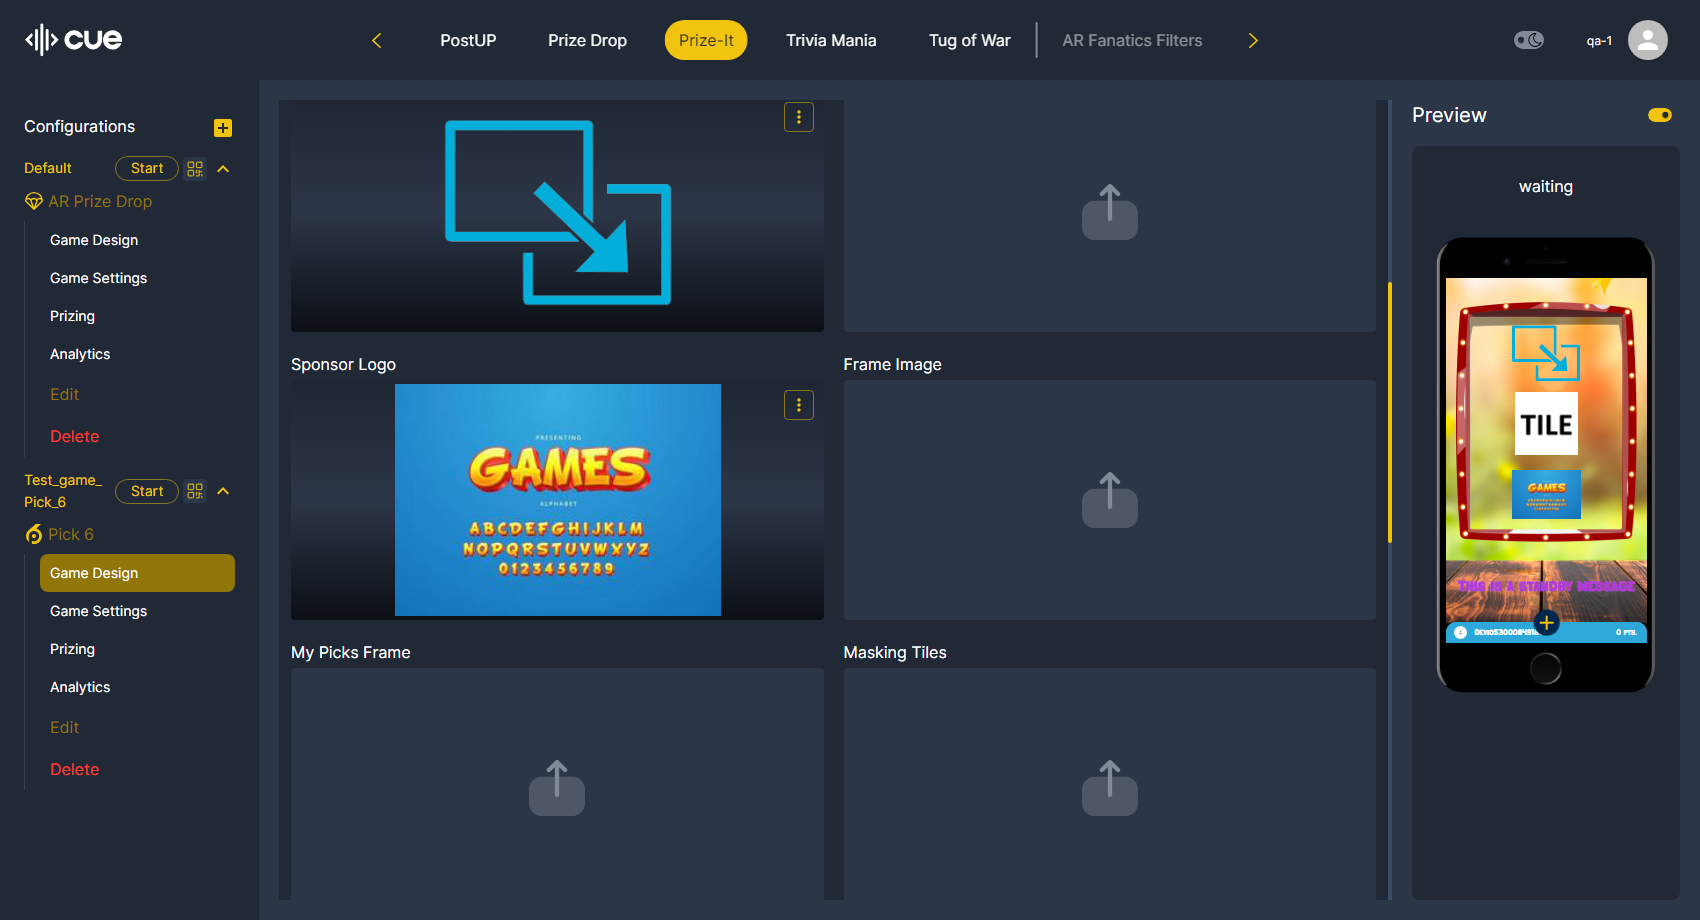 cue
PostUP
Prize Drop
Prize-It
Trivia Mania
Tug of War
AR Fanatics Filters
qa-1
Configurations
Default
Start
AR Prize Drop
Game Design
Game Settings
Prizing
Analytics
Edit
Delete
Test_game_
Pick_6
Start
Pick 6
Game Design
Game Settings
Prizing
Analytics
Edit
Delete
Sponsor Logo
PRESENTING
GAMES
ALPHABET
ABCDEFGHIJKLM
NOPQRSTUVWXYZ
0123456789
Frame Image
My Picks Frame
Masking Tiles
Preview
waiting
TILE
GAMES
This is a standby message
0 PTS.